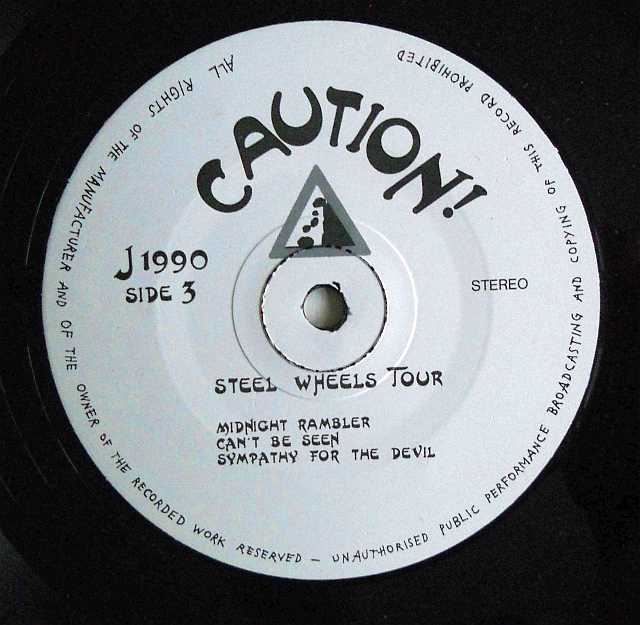 ALL RIGHTS OF THE MANUFACTURER AND OF THE OWNER OF THE RECORDED WORK RESERVED — UNAUTHORISED PUBLIC PERFORMANCE BROADCASTING AND COPYING OF THIS RECORD PROHIBITED
CAUTION!
J1990
SIDE 3
STEREO
STEEL WHEELS TOUR
MIDNIGHT RAMBLER
CAN'T BE SEEN
SYMPATHY FOR THE DEVIL